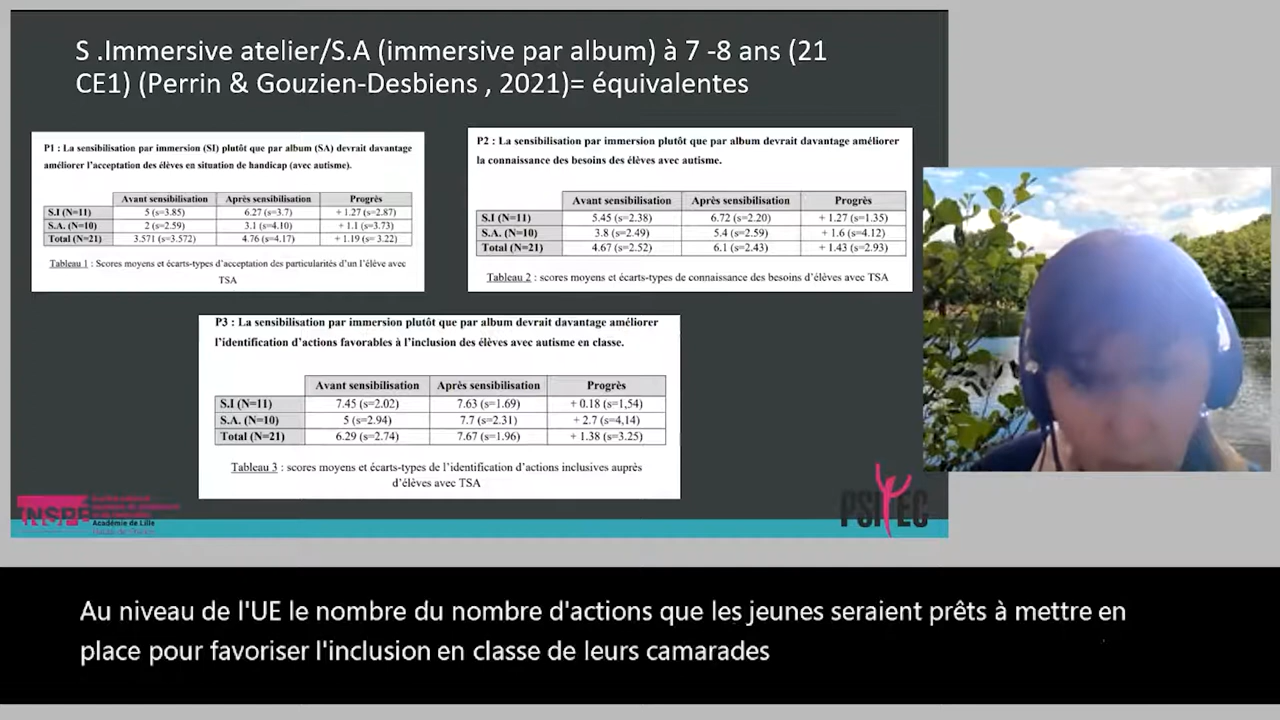 S .Immersive atelier/S.A (immersive par album) à 7 -8 ans (21
CE1) (Perrin & Gouzien-Desbiens , 2021)= équivalentes
P1 : La sensibilisation par immersion (SI) plutôt que par album (SA) devrait davantage
améliorer l'acceptation des élèves en situation de handicap (avec autisme).
Avant sensibilisation Après sensibilisation Progrès
S.I (N=11) 5 (s=3.85) 6.27 (s=3.7) + 1.27 (s=2.87)
S.A. (N=10) 2 (s=2.59) 3.1 (s=4.10) + 1.1 (s=3.73)
Total (N=21) 3.571 (s=3.572) 4.76 (s=4.17) + 1.19 (s= 3.22)
Tableau 1 : Scores moyens et écarts-types d'acceptation des particularités d'un l'élève avec
TSA
P2 : La sensibilisation par immersion plutôt que par album devrait davantage améliorer
la connaissance des besoins des élèves avec autisme.
Avant sensibilisation Après sensibilisation Progrès
S.I (N=11) 5.45 (s=2.38) 6.72 (s=2.20) + 1.27 (s=1.35)
S.A. (N=10) 3.8 (s=2.49) 5.4 (s=2.59) + 1.6 (s=4.12)
Total (N=21) 4.67 (s=2.52) 6.1 (s=2.43) + 1.43 (s=2.93)
Tableau 2 : scores moyens et écarts-types de connaissance des besoins d'élèves avec TSA
P3 : La sensibilisation par immersion plutôt que par album devrait davantage améliorer
l'identification d'actions favorables à l'inclusion des élèves avec autisme en classe.
Avant sensibilisation Après sensibilisation Progrès
S.I (N=11) 7.45 (s=2.02) 7.63 (s=1.69) + 0.18 (s=1,54)
S.A. (N=10) 5 (s=2.94) 7.7 (s=2.31) + 2.7 (s=4,14)
Total (N=21) 6.29 (s=2.74) 7.67 (s=1.96) + 1.38 (s=3.25)
Tableau 3 : scores moyens et écarts-types de l'identification d'actions inclusives auprès
d'élèves avec TSA
INSPE
Académie de Lille
PSITEC
Au niveau de l'UE le nombre du nombre d'actions que les jeunes seraient prêts à mettre en
place pour favoriser l'inclusion en classe de leurs camarades